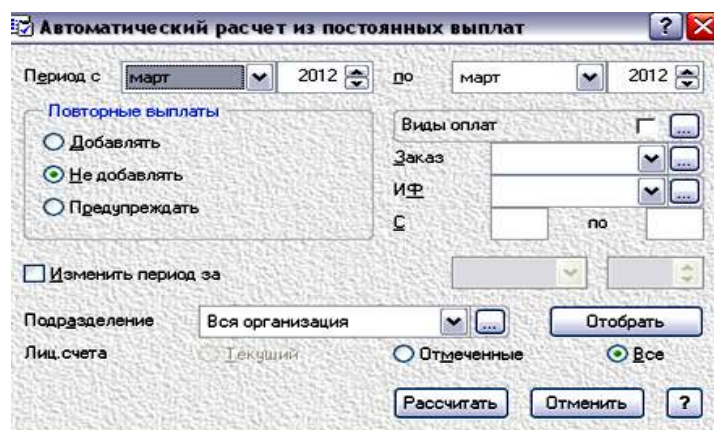 Автоматический расчет из постоянных выплат ?
Период с март 2012 по март 2012
Повторные выплаты
Виды оплат ...
Добавлять
Заказ ...
Не добавлять
ИФ ...
Предупреждать
С по
Изменить период за
Подразделение Вся организация ... Отобрать
Лиц.счета Текущий Отмеченные Все
Рассчитать Отменить ?